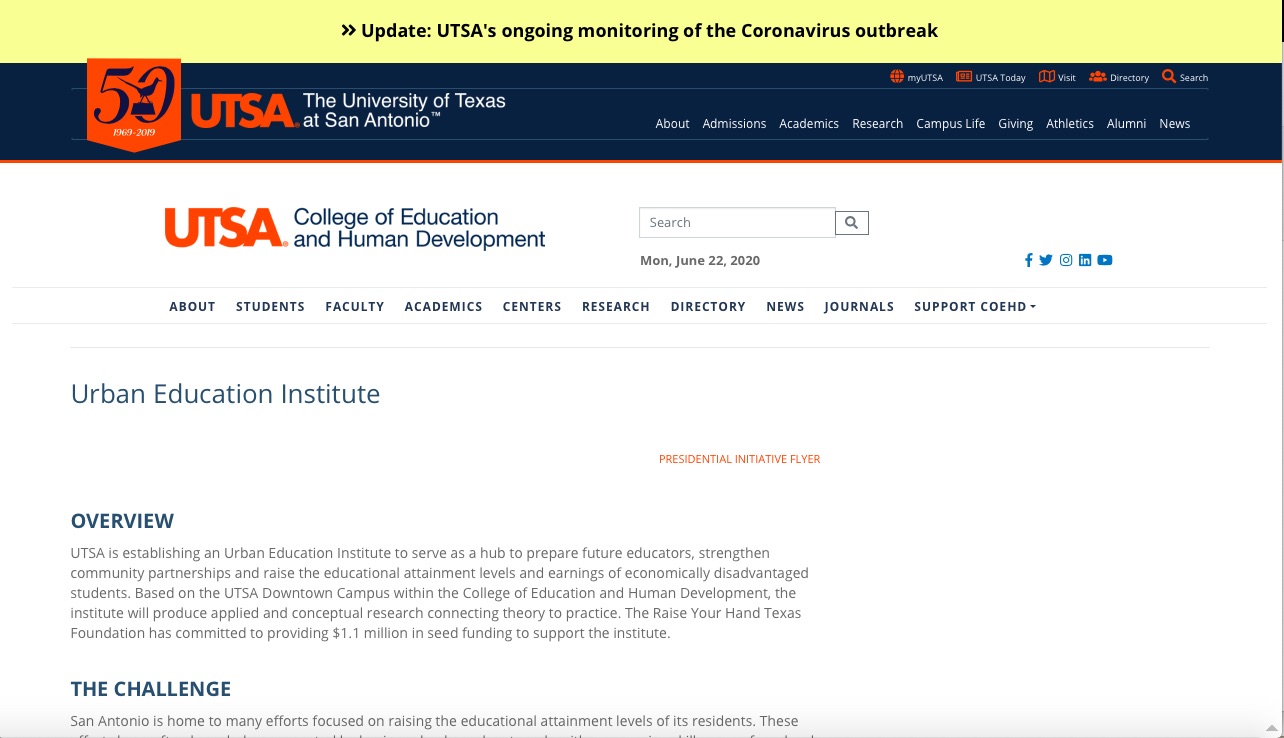 Update: UTSA's ongoing monitoring of the Coronavirus outbreak
myUTSA UTSA Today Visit Directory Search
50
1969-2019
UTSA. The University of Texas
at San Antonio™
About Admissions Academics Research Campus Life Giving Athletics Alumni News
UTSA. College of Education
and Human Development
Search
Mon, June 22, 2020
ABOUT STUDENTS FACULTY ACADEMICS CENTERS RESEARCH DIRECTORY NEWS JOURNALS SUPPORT COEHD
Urban Education Institute
PRESIDENTIAL INITIATIVE FLYER
OVERVIEW
UTSA is establishing an Urban Education Institute to serve as a hub to prepare future educators, strengthen
community partnerships and raise the educational attainment levels and earnings of economically disadvantaged
students. Based on the UTSA Downtown Campus within the College of Education and Human Development, the
institute will produce applied and conceptual research connecting theory to practice. The Raise Your Hand Texas
Foundation has committed to providing $1.1 million in seed funding to support the institute.
THE CHALLENGE
San Antonio is home to many efforts focused on raising the educational attainment levels of its residents. These